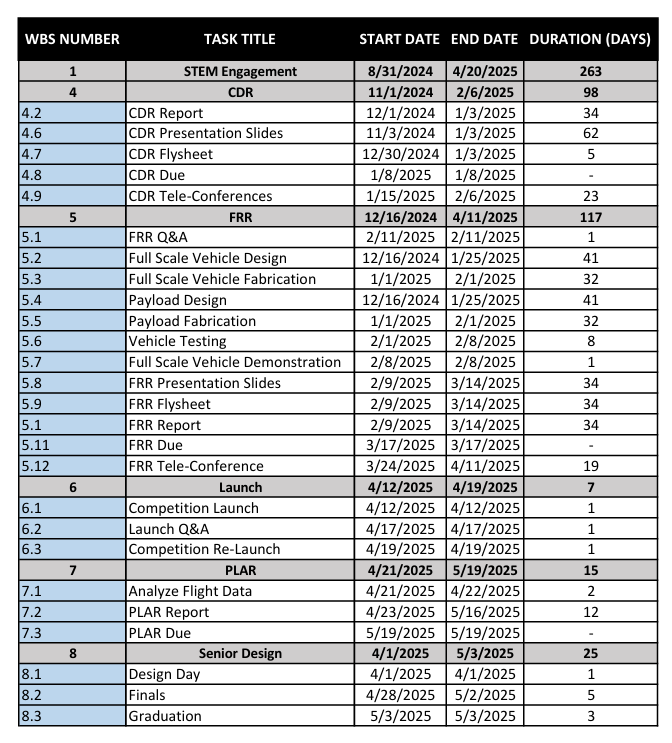 WBS NUMBER TASK TITLE START DATE END DATE DURATION (DAYS)
1 STEM Engagement 8/31/2024 4/20/2025 263
4 CDR 11/1/2024 2/6/2025 98
4.2 CDR Report 12/1/2024 1/3/2025 34
4.6 CDR Presentation Slides 11/3/2024 1/3/2025 62
4.7 CDR Flysheet 12/30/2024 1/3/2025 5
4.8 CDR Due 1/8/2025 1/8/2025 -
4.9 CDR Tele-Conferences 1/15/2025 2/6/2025 23
5 FRR 12/16/2024 4/11/2025 117
5.1 FRR Q&A 2/11/2025 2/11/2025 1
5.2 Full Scale Vehicle Design 12/16/2024 1/25/2025 41
5.3 Full Scale Vehicle Fabrication 1/1/2025 2/1/2025 32
5.4 Payload Design 12/16/2024 1/25/2025 41
5.5 Payload Fabrication 1/1/2025 2/1/2025 32
5.6 Vehicle Testing 2/1/2025 2/8/2025 8
5.7 Full Scale Vehicle Demonstration 2/8/2025 2/8/2025 1
5.8 FRR Presentation Slides 2/9/2025 3/14/2025 34
5.9 FRR Flysheet 2/9/2025 3/14/2025 34
5.1 FRR Report 2/9/2025 3/14/2025 34
5.11 FRR Due 3/17/2025 3/17/2025 -
5.12 FRR Tele-Conference 3/24/2025 4/11/2025 19
6 Launch 4/12/2025 4/19/2025 7
6.1 Competition Launch 4/12/2025 4/12/2025 1
6.2 Launch Q&A 4/17/2025 4/17/2025 1
6.3 Competition Re-Launch 4/19/2025 4/19/2025 1
7 PLAR 4/21/2025 5/19/2025 15
7.1 Analyze Flight Data 4/21/2025 4/22/2025 2
7.2 PLAR Report 4/23/2025 5/16/2025 12
7.3 PLAR Due 5/19/2025 5/19/2025 -
8 Senior Design 4/1/2025 5/3/2025 25
8.1 Design Day 4/1/2025 4/1/2025 1
8.2 Finals 4/28/2025 5/2/2025 5
8.3 Graduation 5/3/2025 5/3/2025 3